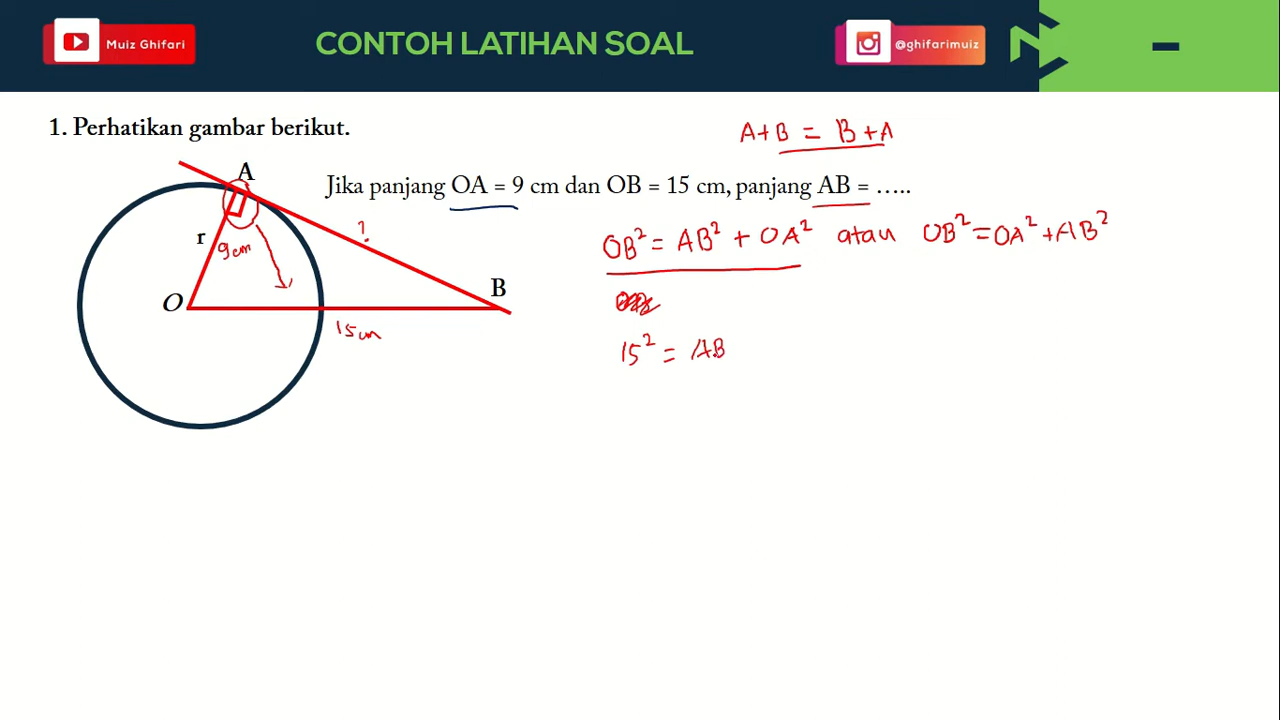 Muiz Ghifari
CONTOH LATIHAN SOAL
@ghifarimuiz
1. Perhatikan gambar berikut.
A+B = B+A
A
Jika panjang OA = 9 cm dan OB = 15 cm, panjang AB = .....
r
9cm
?
OB² = AB² + OA² atau OB² = OA² + AB²
O
B
15cm
15² = AB